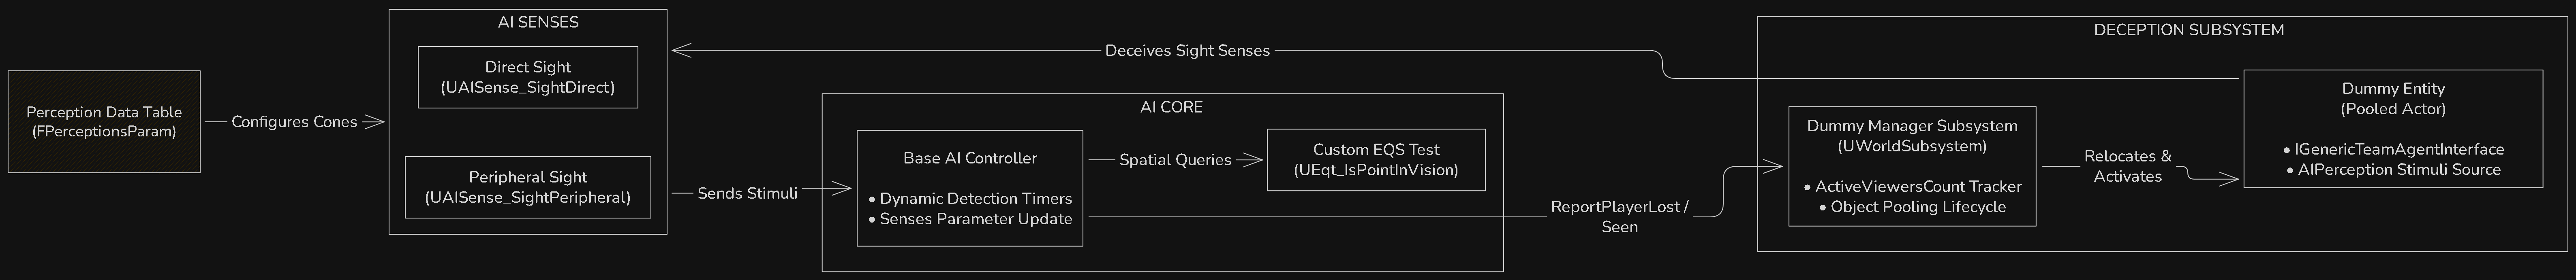 Perception Data Table
(FPerceptionsParam)
Configures Cones
AI SENSES
Direct Sight
(UAISense_SightDirect)
Peripheral Sight
(UAISense_SightPeripheral)
Deceives Sight Senses
Sends Stimuli
AI CORE
Base AI Controller
• Dynamic Detection Timers
• Senses Parameter Update
Spatial Queries
Custom EQS Test
(UEqt_IsPointInVision)
ReportPlayerLost /
Seen
DECEPTION SUBSYSTEM
Dummy Manager Subsystem
(UWorldSubsystem)
• ActiveViewersCount Tracker
• Object Pooling Lifecycle
Relocates &
Activates
Dummy Entity
(Pooled Actor)
• IGenericTeamAgentInterface
• AIPerception Stimuli Source